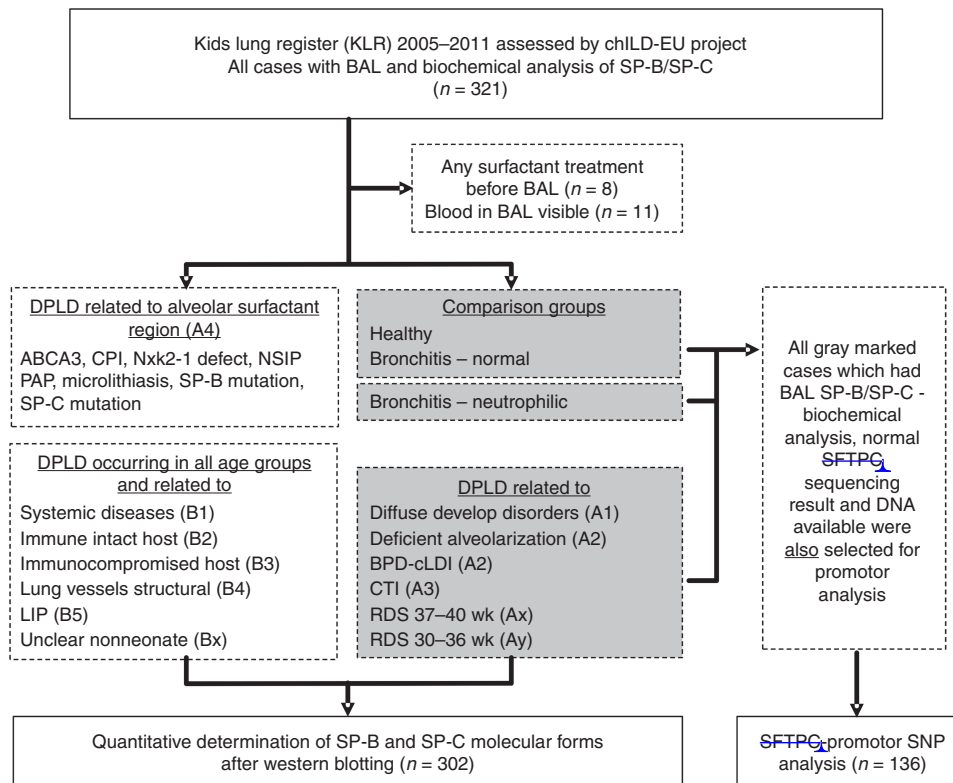 Kids lung register (KLR) 2005–2011 assessed by chILD-EU project
All cases with BAL and biochemical analysis of SP-B/SP-C
(n = 321)
Any surfactant treatment
before BAL (n = 8)
Blood in BAL visible (n = 11)
DPLD related to alveolar surfactant
region (A4)
ABCA3, CPI, Nxk2-1 defect, NSIP
PAP, microlithiasis, SP-B mutation,
SP-C mutation
Comparison groups
Healthy
Bronchitis – normal
Bronchitis – neutrophilic
DPLD occurring in all age groups
and related to
Systemic diseases (B1)
Immune intact host (B2)
Immunocompromised host (B3)
Lung vessels structural (B4)
LIP (B5)
Unclear nonneonate (Bx)
DPLD related to
Diffuse develop disorders (A1)
Deficient alveolarization (A2)
BPD-cLDI (A2)
CTI (A3)
RDS 37–40 wk (Ax)
RDS 30–36 wk (Ay)
All gray marked
cases which had
BAL SP-B/SP-C -
biochemical
analysis, normal
SFTPC
sequencing
result and DNA
available were
also selected for
promotor
analysis
Quantitative determination of SP-B and SP-C molecular forms
after western blotting (n = 302)
SFTPC-promotor SNP
analysis (n = 136)